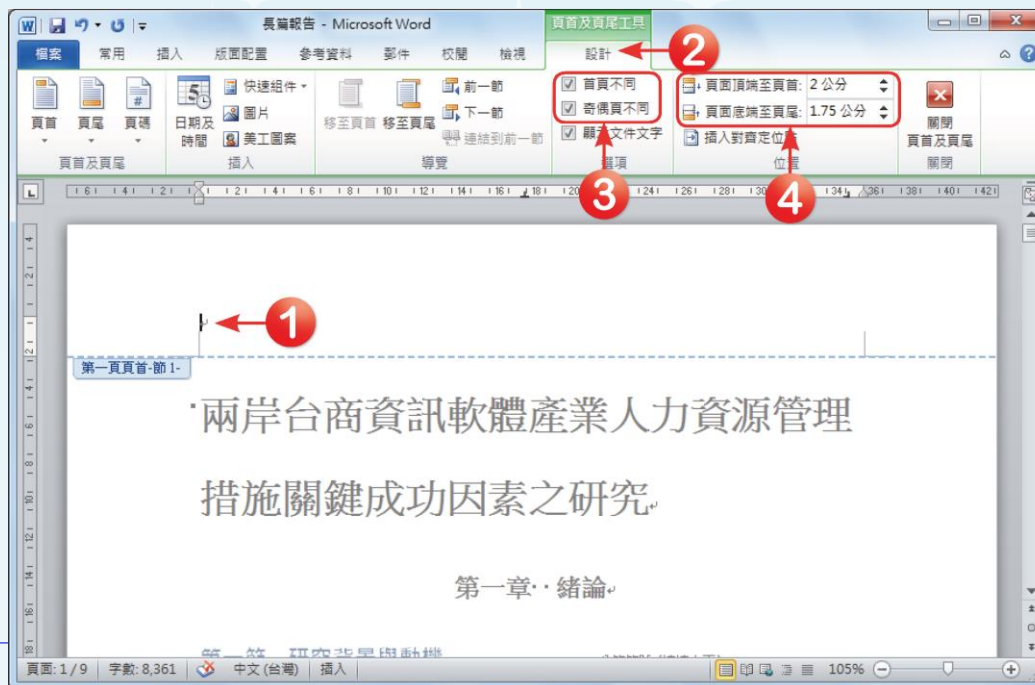 長篇報告 - Microsoft Word
頁首及頁尾工具
檔案 常用 插入 版面配置 參考資料 郵件 校閱 檢視 設計
2
頁首
頁尾
頁碼
頁首及頁尾
日期及時間
快速組件
圖片
美工圖案
插入
移至頁首
移至頁尾
前一節
下一節
連結到前一節
導覽
首頁不同
奇偶頁不同
顯示文件文字
選項
3
頁面頂端至頁首: 2 公分
頁面底端至頁尾: 1.75 公分
插入對齊定位
位置
4
關閉
頁首及頁尾
關閉
1
第一頁頁首-節 1-
兩岸台商資訊軟體產業人力資源管理
措施關鍵成功因素之研究
第一章··緒論
頁面: 1/9 字數: 8,361 中文 (台灣) 插入 105%